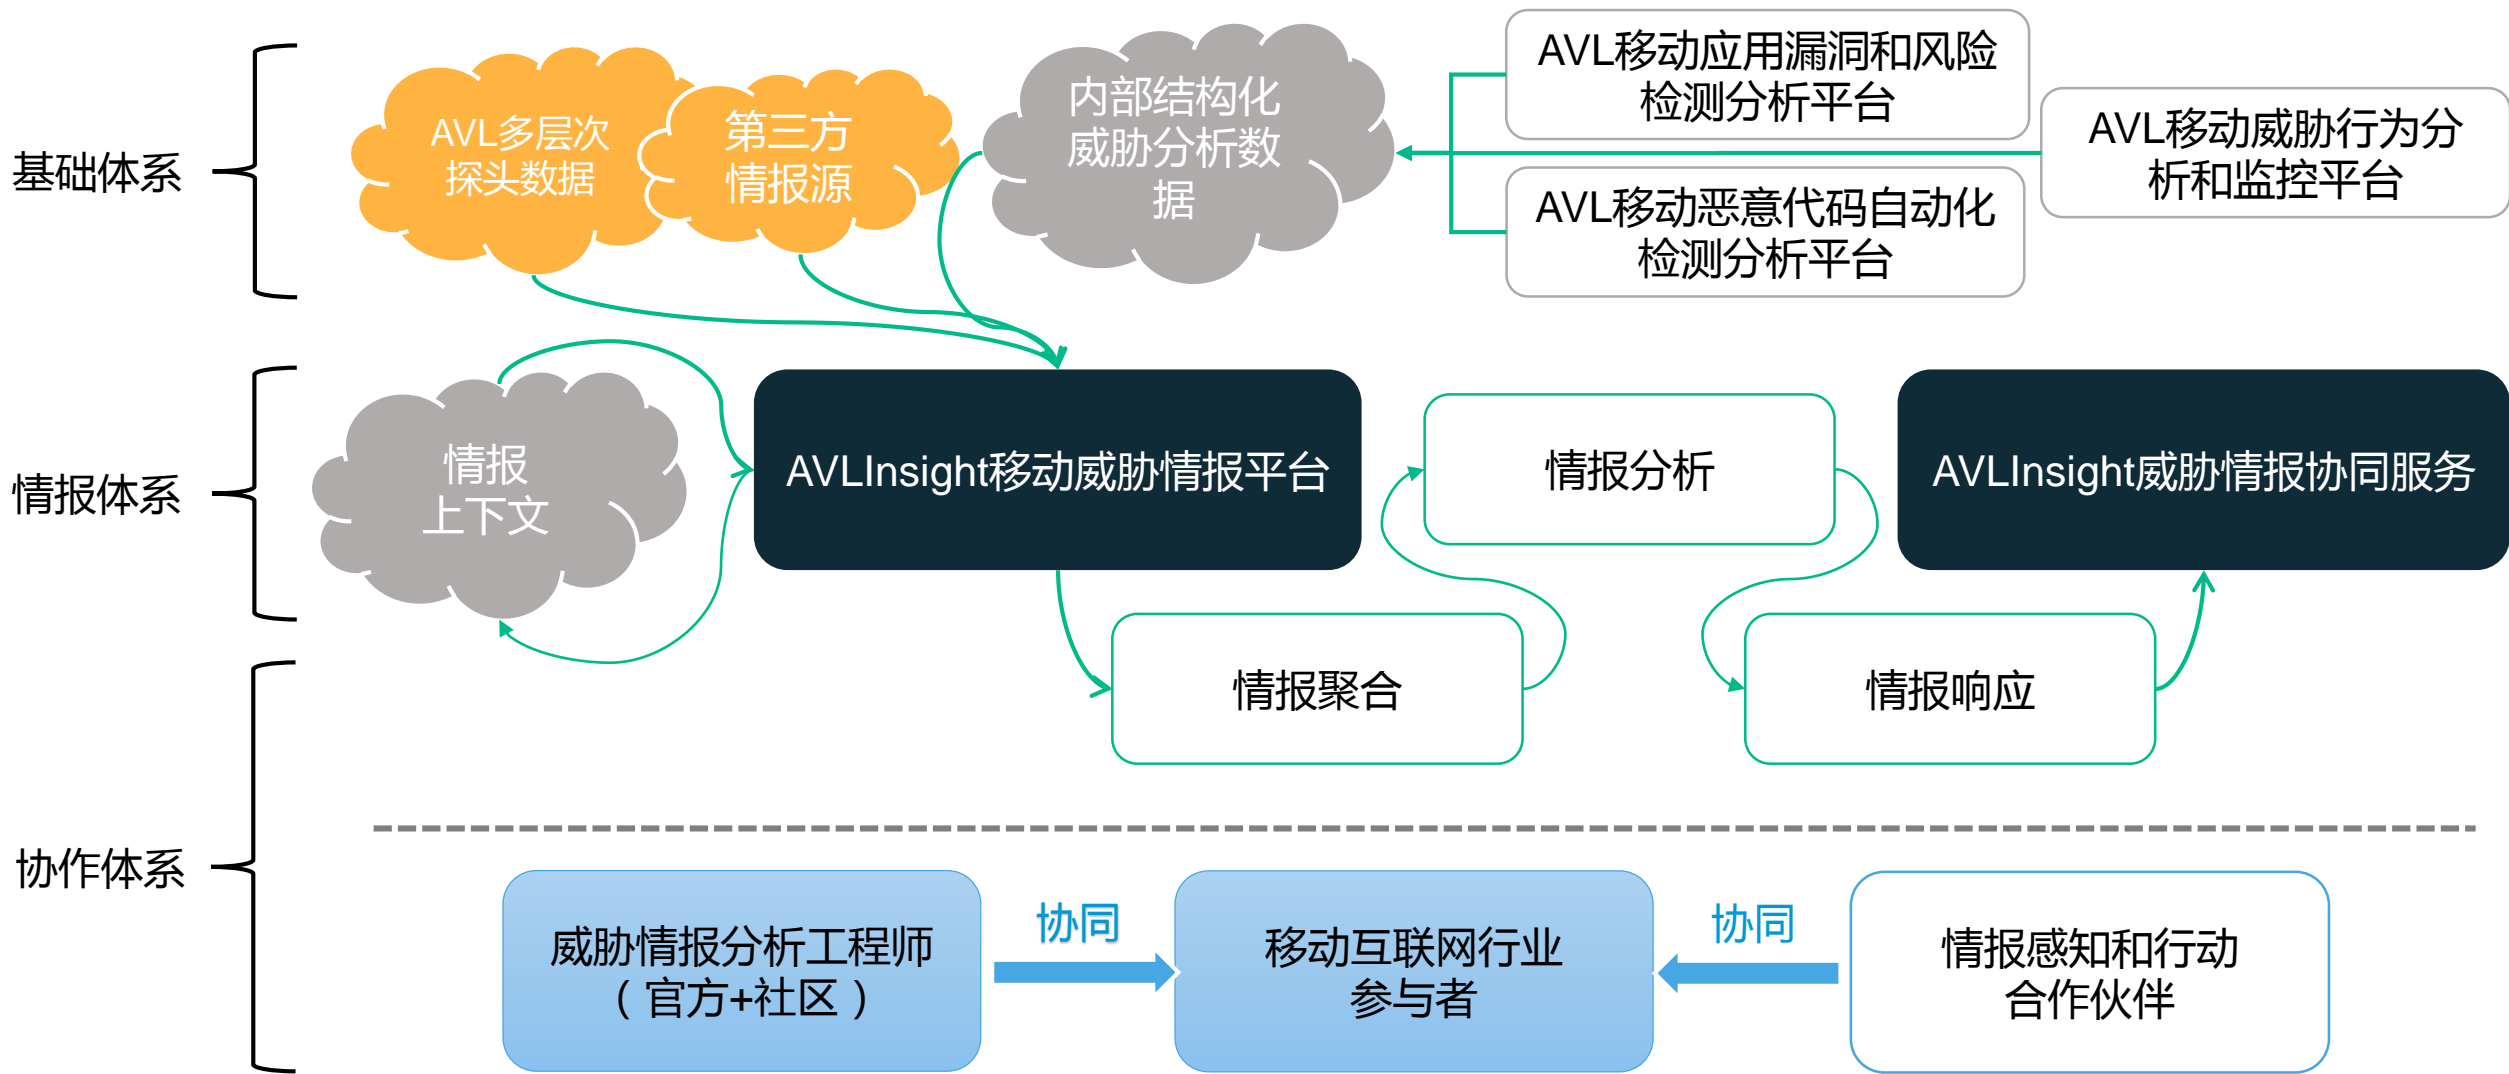 基础体系
AVL多层次
探头数据
第三方
情报源
内部结构化
威胁分析数
据
AVL移动应用漏洞和风险
检测分析平台
AVL移动威胁行为分
析和监控平台
AVL移动恶意代码自动化
检测分析平台
情报体系
情报
上下文
AVLInsight移动威胁情报平台
情报分析
AVLInsight威胁情报协同服务
情报聚合
情报响应
协作体系
威胁情报分析工程师
（官方+社区）
协同
移动互联网行业
参与者
协同
情报感知和行动
合作伙伴